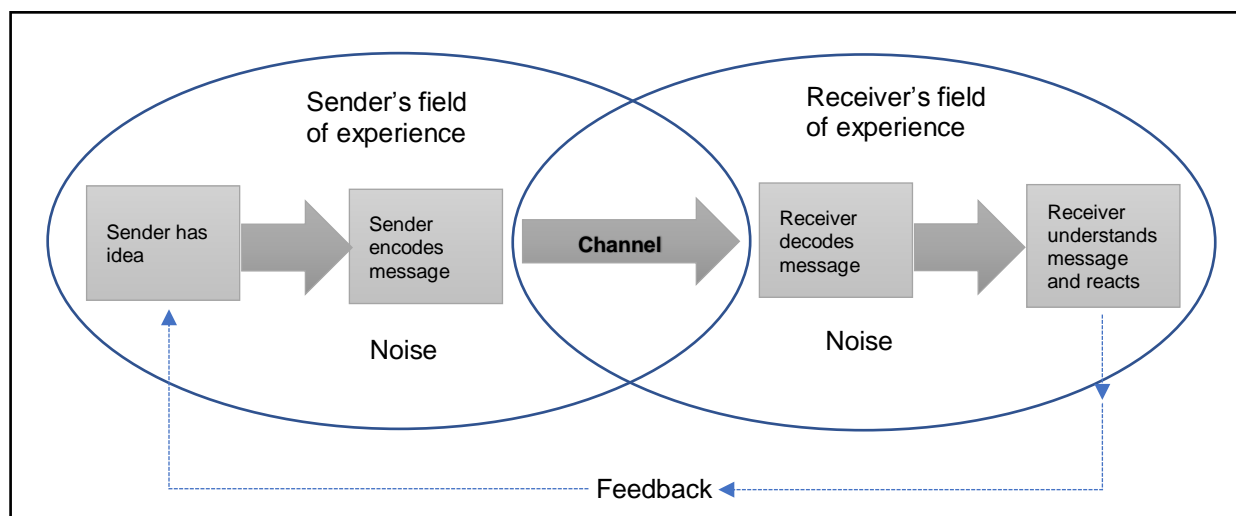 Sender’s field
of experience
Receiver’s field
of experience
Sender has
idea
Sender
encodes
message
Channel
Receiver
decodes
message
Receiver
understands
message
and reacts
Noise
Noise
Feedback